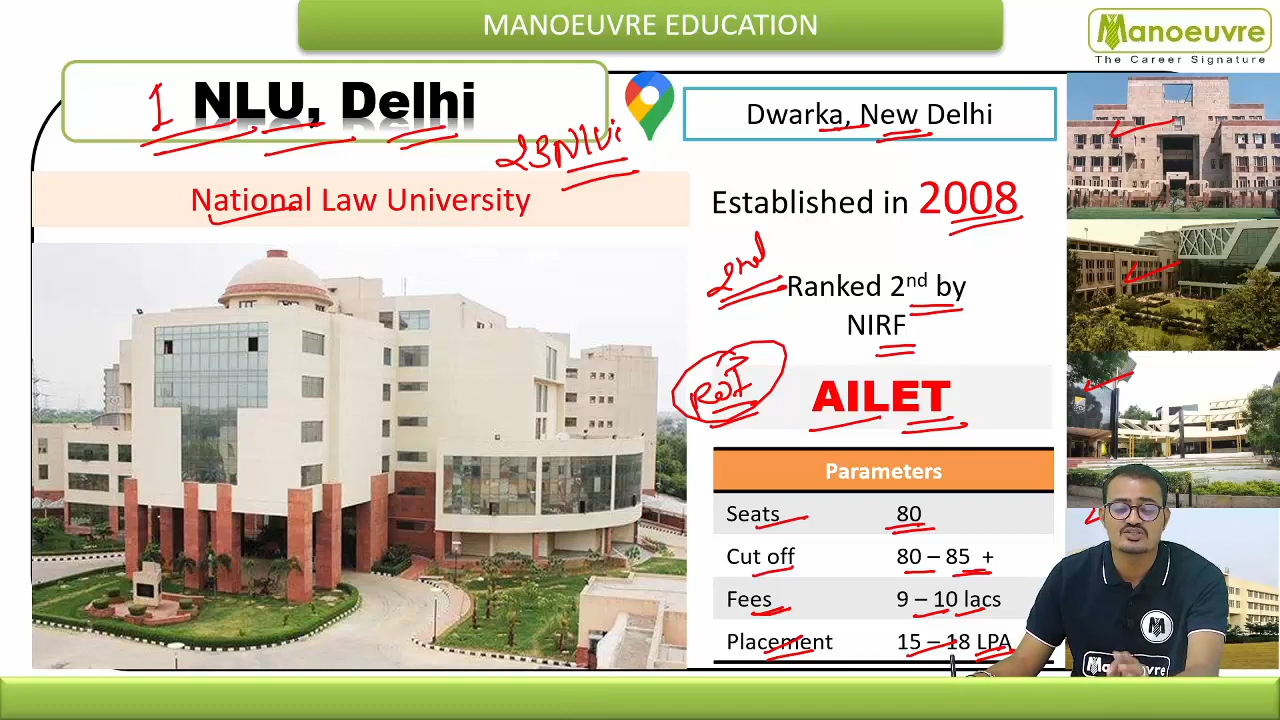 MANOEUVRE EDUCATION
Manoeuvre
The Career Signature
1 NLU, Delhi
Dwarka, New Delhi
National Law University
Established in 2008
2nd
Ranked 2nd by
NIRF
ROI
AILET
Parameters
Seats 80
Cut off 80 – 85 +
Fees 9 – 10 lacs
Placement 15 – 18 LPA
Manoeuvre